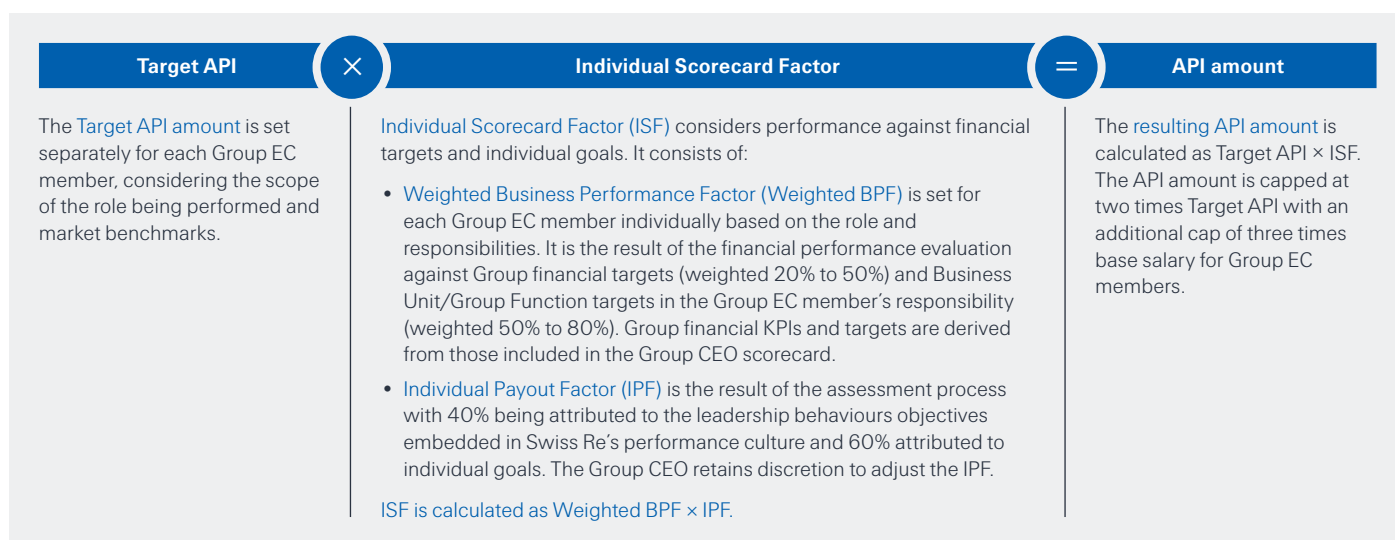 Target API × Individual Scorecard Factor = API amount
The Target API amount is set
separately for each Group EC
member, considering the scope
of the role being performed and
market benchmarks.
Individual Scorecard Factor (ISF) considers performance against financial
targets and individual goals. It consists of:
• Weighted Business Performance Factor (Weighted BPF) is set for
each Group EC member individually based on the role and
responsibilities. It is the result of the financial performance evaluation
against Group financial targets (weighted 20% to 50%) and Business
Unit/Group Function targets in the Group EC member’s responsibility
(weighted 50% to 80%). Group financial KPIs and targets are derived
from those included in the Group CEO scorecard.
• Individual Payout Factor (IPF) is the result of the assessment process
with 40% being attributed to the leadership behaviours objectives
embedded in Swiss Re’s performance culture and 60% attributed to
individual goals. The Group CEO retains discretion to adjust the IPF.
ISF is calculated as Weighted BPF × IPF.
The resulting API amount is
calculated as Target API × ISF.
The API amount is capped at
two times Target API with an
additional cap of three times
base salary for Group EC
members.